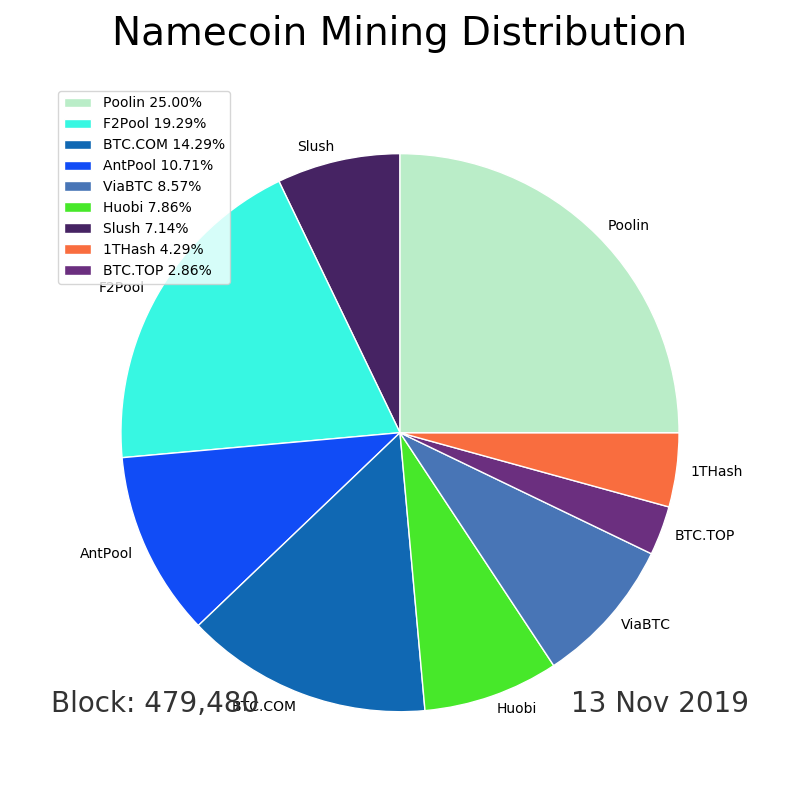 Namecoin Mining Distribution
Poolin 25.00%
F2Pool 19.29%
BTC.COM 14.29%
AntPool 10.71%
ViaBTC 8.57%
Huobi 7.86%
Slush 7.14%
1THash 4.29%
BTC.TOP 2.86%
Slush
Poolin
F2Pool
1THash
BTC.TOP
AntPool
ViaBTC
Block: 479,480
BTC.COM
Huobi
13 Nov 2019